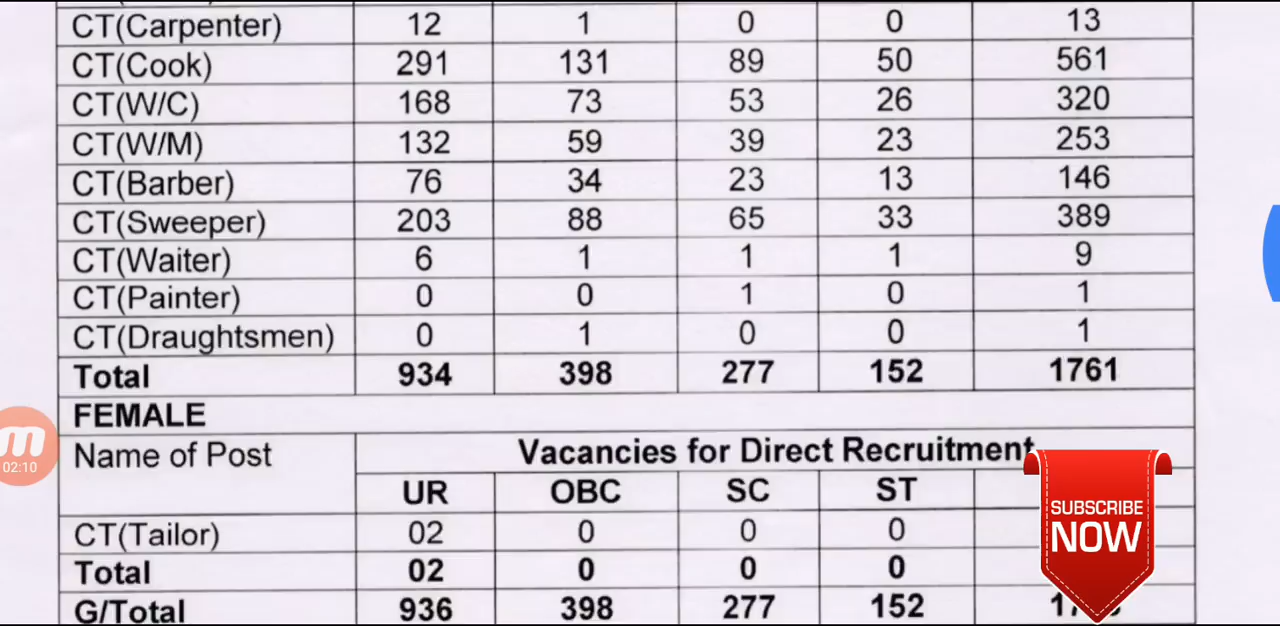 CT(Carpenter) 12 1 0 0 13
CT(Cook) 291 131 89 50 561
CT(W/C) 168 73 53 26 320
CT(W/M) 132 59 39 23 253
CT(Barber) 76 34 23 13 146
CT(Sweeper) 203 88 65 33 389
CT(Waiter) 6 1 1 1 9
CT(Painter) 0 0 1 0 1
CT(Draughtsmen) 0 1 0 0 1
Total 934 398 277 152 1761
FEMALE
Name of Post Vacancies for Direct Recruitment
UR OBC SC ST
CT(Tailor) 02 0 0 0
Total 02 0 0 0
G/Total 936 398 277 152
02:10
SUBSCRIBE
NOW